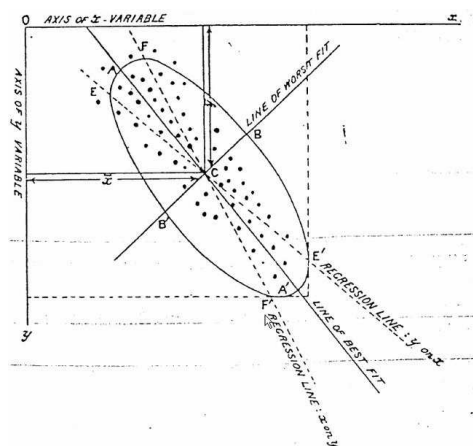 O AXIS OF X-VARIABLE x
AXIS OF Y VARIABLE
F
A
E
LINE OF WORST FIT
B
y̅
C
x̅
B'
E'
A'
F'
REGRESSION LINE: y on x
LINE OF BEST FIT
REGRESSION LINE: x on y
y